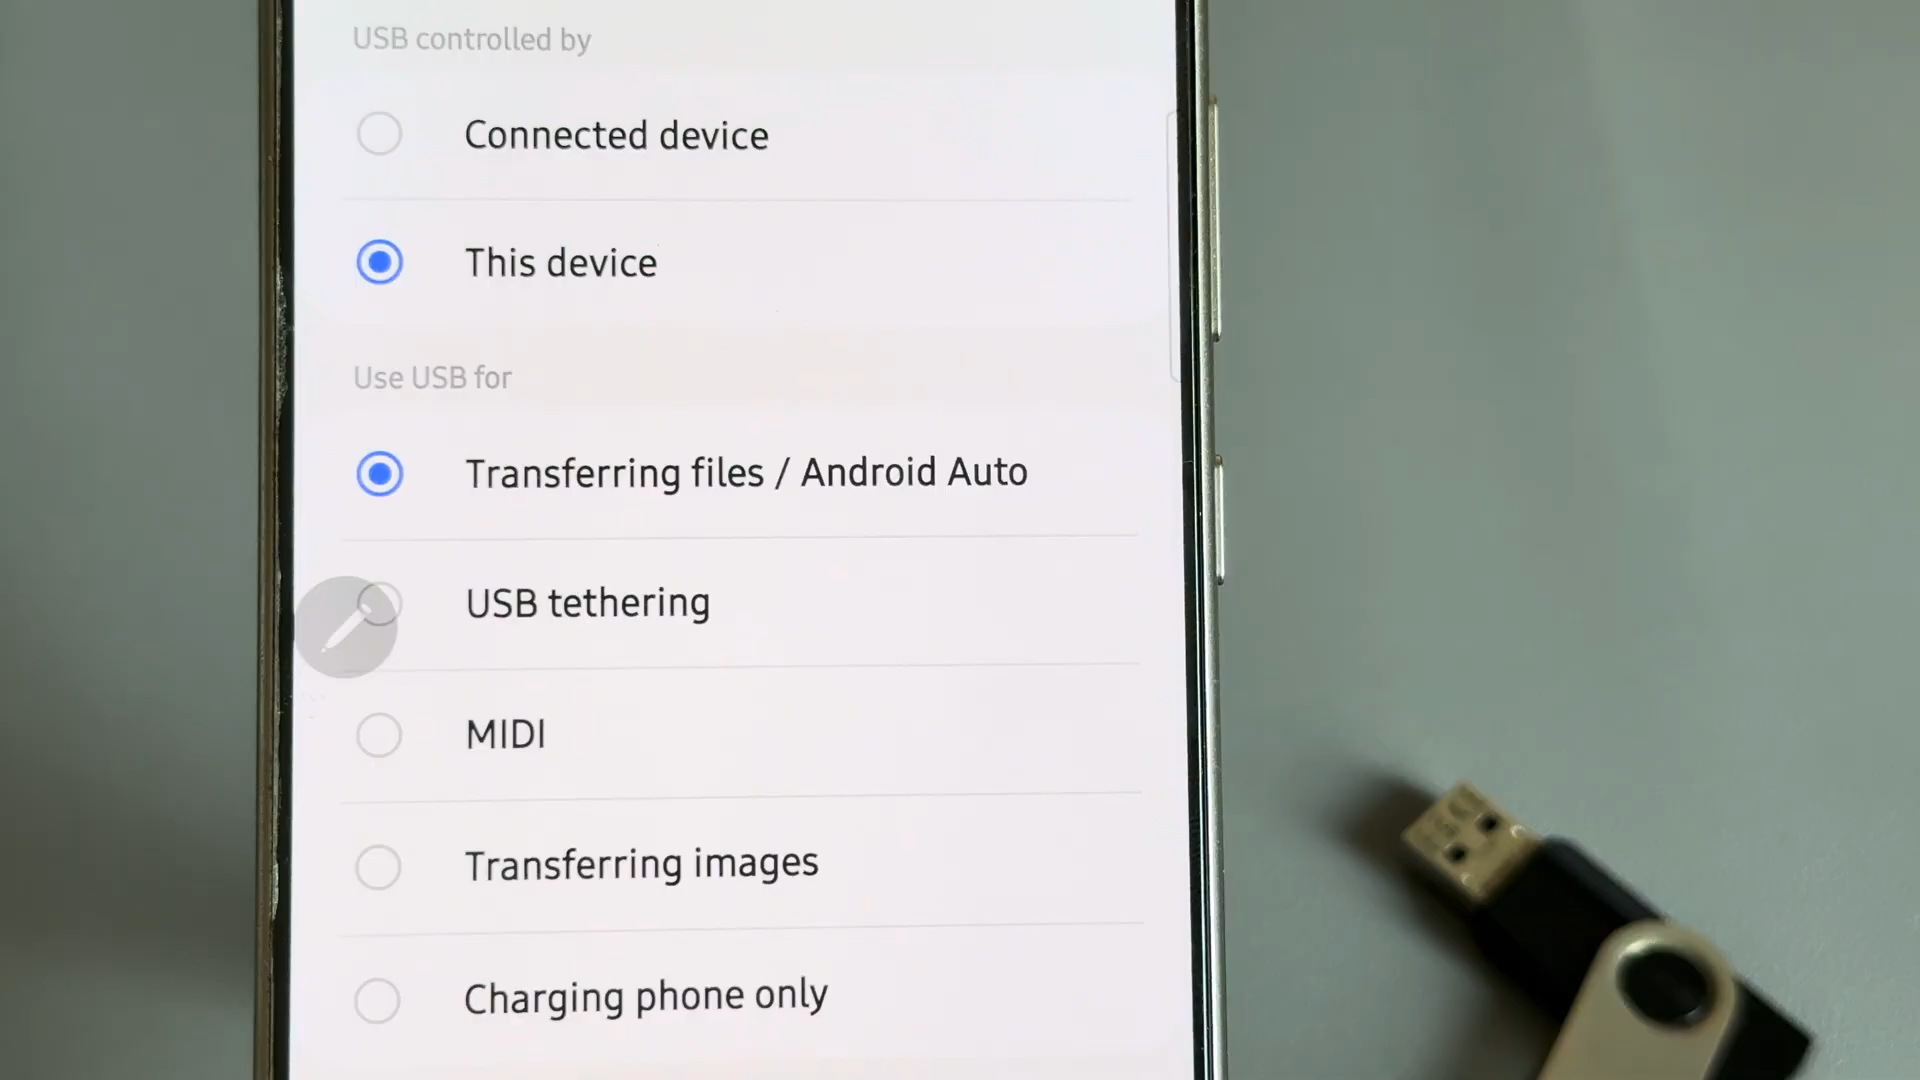 USB controlled by
Connected device
This device
Use USB for
Transferring files / Android Auto
USB tethering
MIDI
Transferring images
Charging phone only